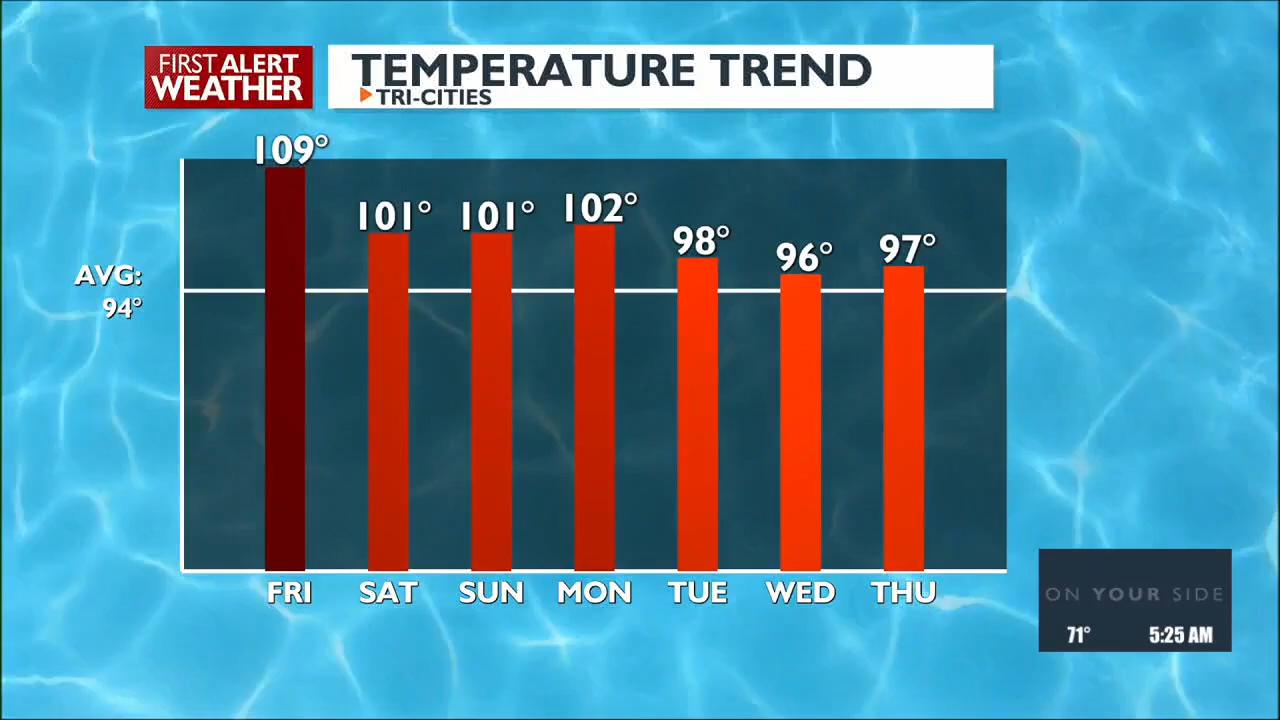 FIRST ALERT
WEATHER
TEMPERATURE TREND
TRI-CITIES
109°
101°
101°
102°
98°
96°
97°
AVG:
94°
FRI SAT SUN MON TUE WED THU
ON YOUR SIDE
71° 5:25 AM